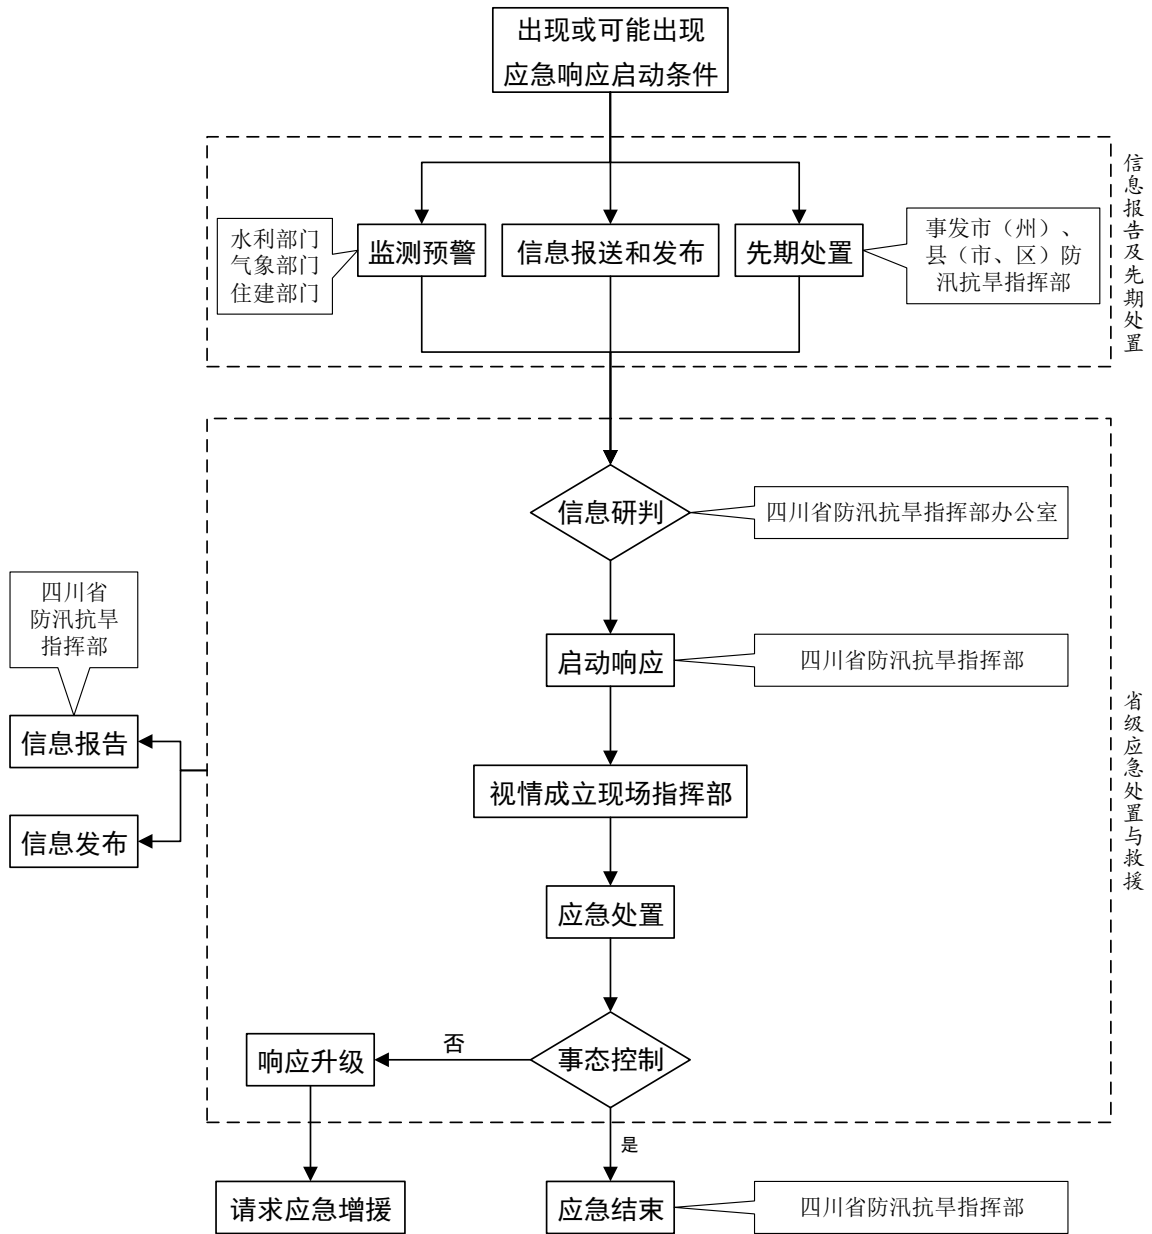 出现或可能出现
应急响应启动条件
信息报告及先期处置
水利部门
气象部门
住建部门
监测预警
信息报送和发布
先期处置
事发市（州）、
县（市、区）防
汛抗旱指挥部
信息研判
四川省防汛抗旱指挥部办公室
四川省
防汛抗旱
指挥部
启动响应
四川省防汛抗旱指挥部
省级应急处置与救援
信息报告
视情成立现场指挥部
信息发布
应急处置
事态控制
否
响应升级
是
请求应急增援
应急结束
四川省防汛抗旱指挥部